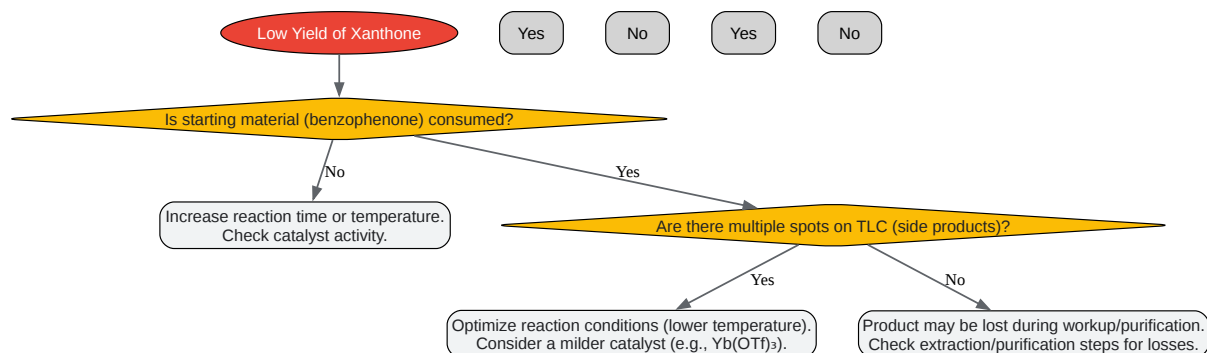 Low Yield of Xanthone
Yes
No
Yes
No
Is starting material (benzophenone) consumed?
No
Yes
Increase reaction time or temperature.
Check catalyst activity.
Are there multiple spots on TLC (side products)?
Yes
No
Optimize reaction conditions (lower temperature).
Consider a milder catalyst (e.g., Yb(OTf)₃).
Product may be lost during workup/purification.
Check extraction/purification steps for losses.